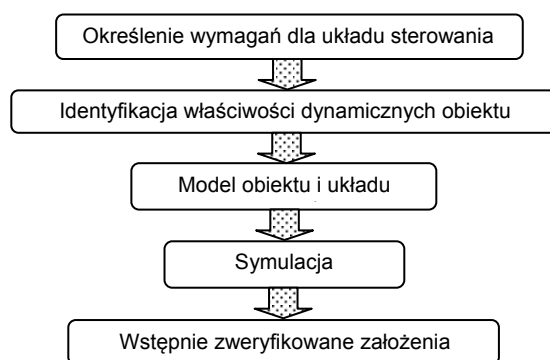 Określenie wymagań dla układu sterowania
Identyfikacja właściwości dynamicznych obiektu
Model obiektu i układu
Symulacja
Wstępnie zweryfikowane założenia